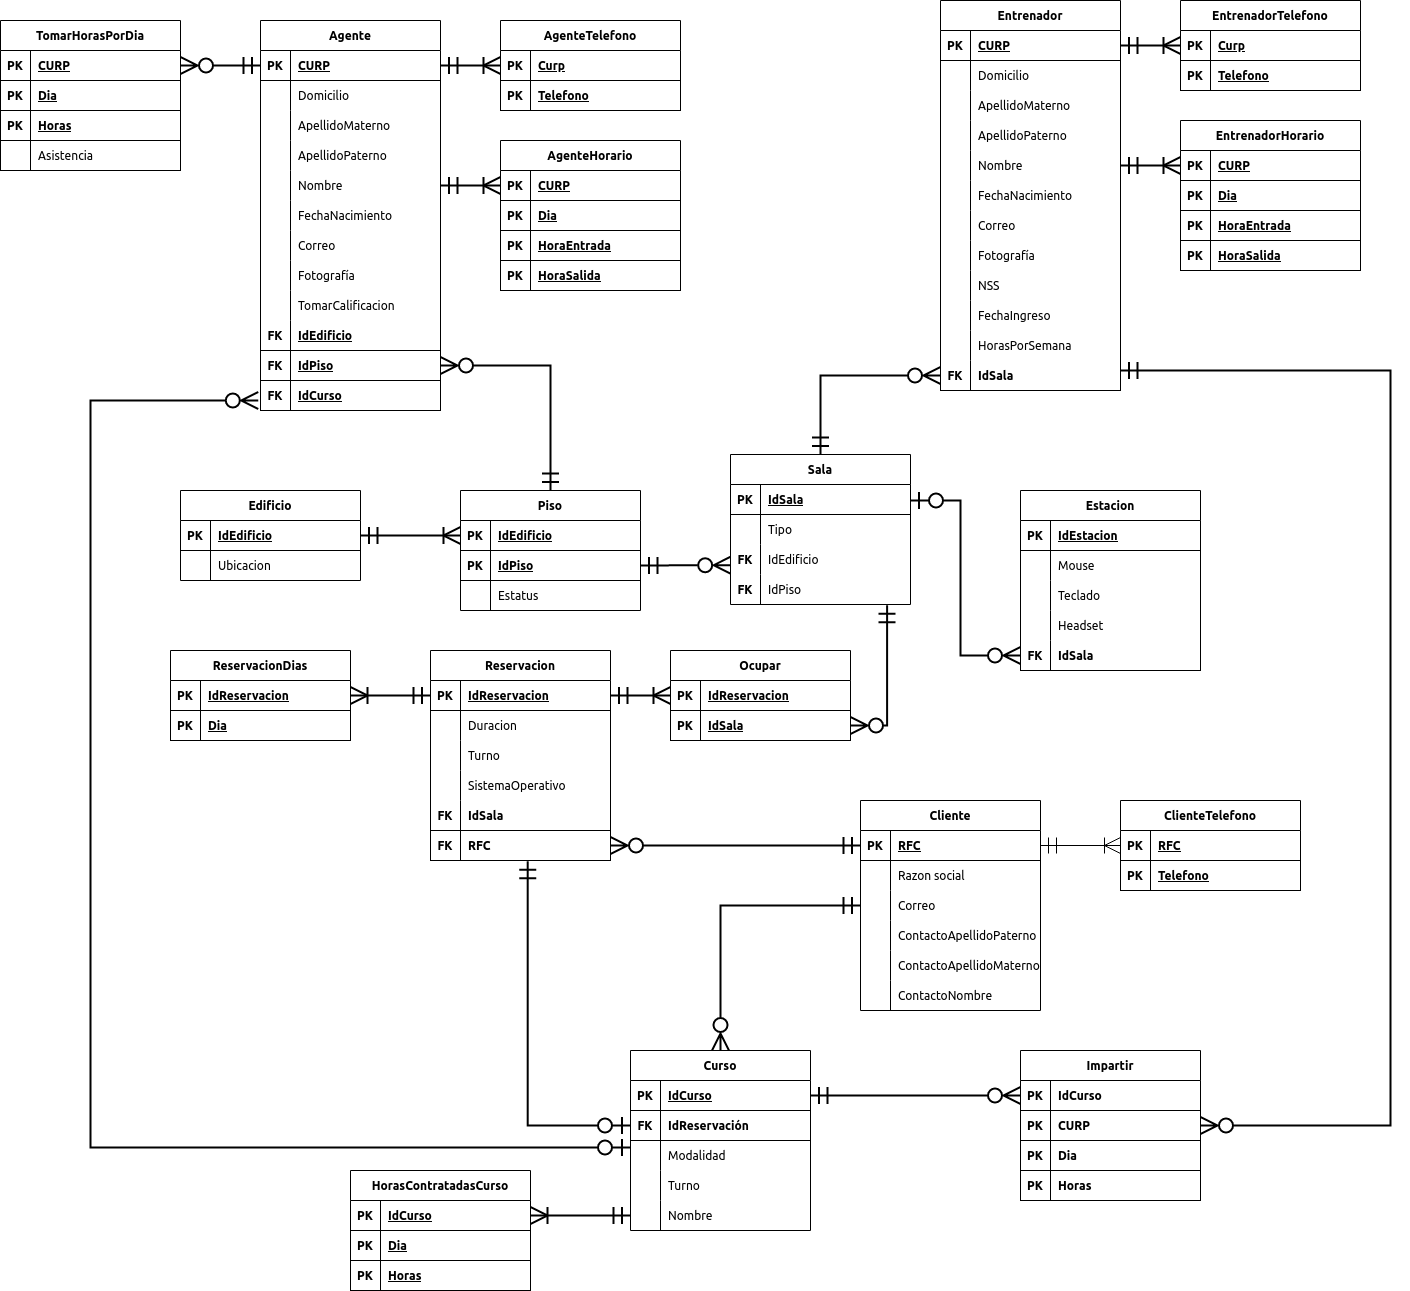 TomarHorasPorDia
PK CURP
PK Dia
PK Horas
Asistencia
Agente
PK CURP
Domicilio
ApellidoMaterno
ApellidoPaterno
Nombre
FechaNacimiento
Correo
Fotografía
TomarCalificacion
FK IdEdificio
FK IdPiso
FK IdCurso
AgenteTelefono
PK Curp
PK Telefono
AgenteHorario
PK CURP
PK Dia
PK HoraEntrada
PK HoraSalida
Entrenador
PK CURP
Domicilio
ApellidoMaterno
ApellidoPaterno
Nombre
FechaNacimiento
Correo
Fotografía
NSS
FechaIngreso
HorasPorSemana
FK IdSala
EntrenadorTelefono
PK Curp
PK Telefono
EntrenadorHorario
PK CURP
PK Dia
PK HoraEntrada
PK HoraSalida
Edificio
PK IdEdificio
Ubicacion
Piso
PK IdEdificio
PK IdPiso
Estatus
Sala
PK IdSala
Tipo
FK IdEdificio
FK IdPiso
Estacion
PK IdEstacion
Mouse
Teclado
Headset
FK IdSala
ReservacionDias
PK IdReservacion
PK Dia
Reservacion
PK IdReservacion
Duracion
Turno
SistemaOperativo
FK IdSala
FK RFC
Ocupar
PK IdReservacion
PK IdSala
Cliente
PK RFC
Razon social
Correo
ContactoApellidoPaterno
ContactoApellidoMaterno
ContactoNombre
ClienteTelefono
PK RFC
PK Telefono
Curso
PK IdCurso
FK IdReservación
Modalidad
Turno
Nombre
Impartir
PK IdCurso
PK CURP
PK Dia
PK Horas
HorasContratadasCurso
PK IdCurso
PK Dia
PK Horas